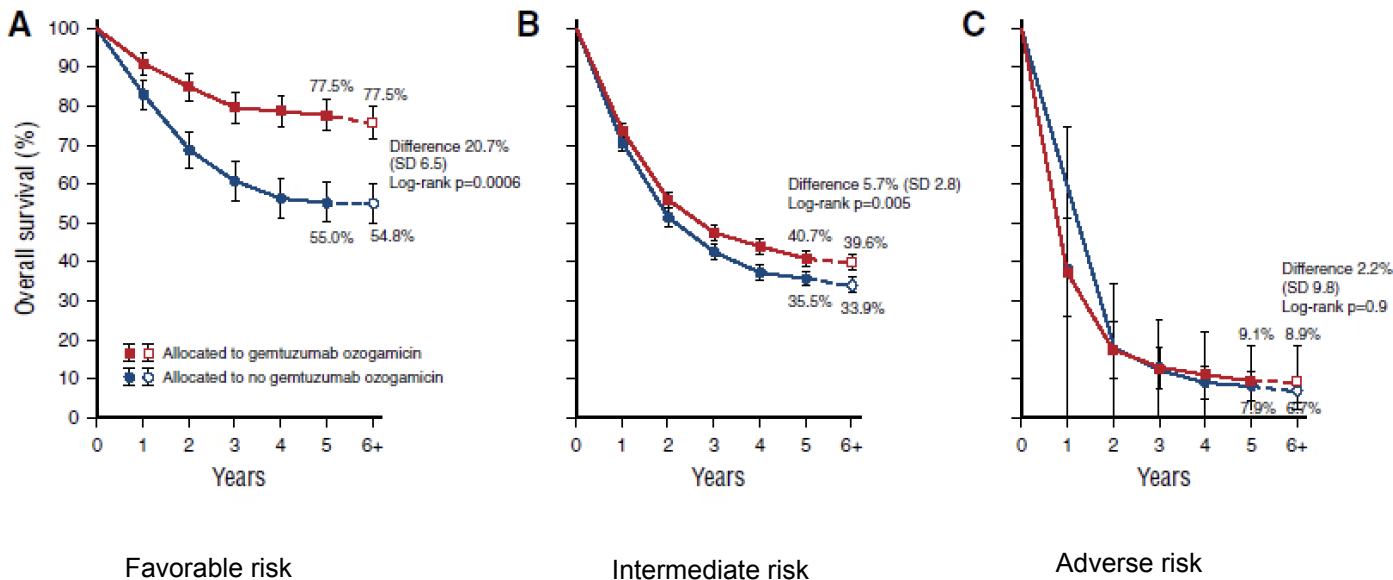 A
Overall survival (%)
100
90
80
70
60
50
40
30
20
10
0
77.5% 77.5%
Difference 20.7%
(SD 6.5)
Log-rank p=0.0006
55.0% 54.8%
Allocated to gemtuzumab ozogamicin
Allocated to no gemtuzumab ozogamicin
0 1 2 3 4 5 6+
Years
Favorable risk
B
Difference 5.7% (SD 2.8)
Log-rank p=0.005
40.7% 39.6%
35.5% 33.9%
0 1 2 3 4 5 6+
Years
Intermediate risk
C
Difference 2.2%
(SD 9.8)
Log-rank p=0.9
9.1% 8.9%
7.9% 6.7%
0 1 2 3 4 5 6+
Years
Adverse risk